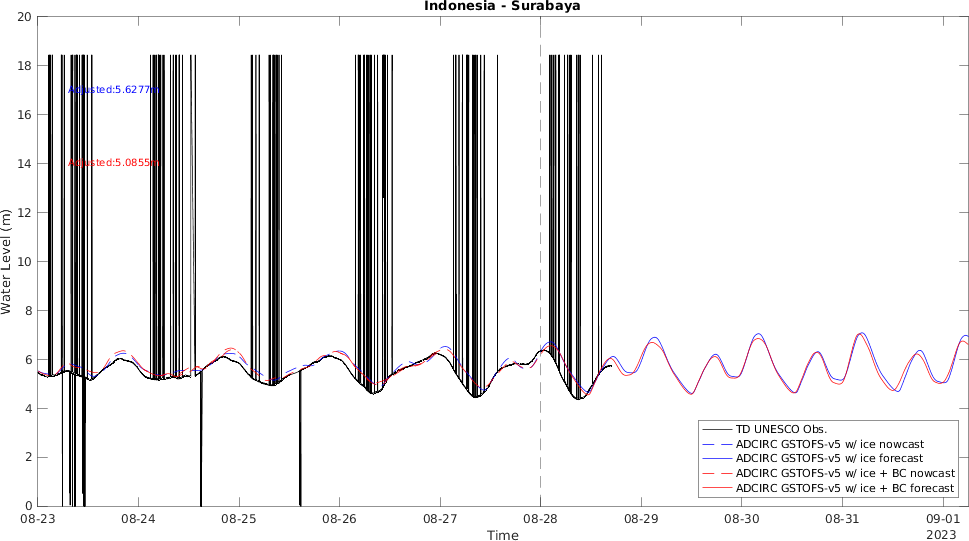 Indonesia - Surabaya
20
18
16
14
12
10
8
6
4
2
0
Water Level (m)
Adjusted:5.6277m
Adjusted:5.0855m
TD UNESCO Obs.
ADCIRC GSTOFS-v5 w/ ice nowcast
ADCIRC GSTOFS-v5 w/ ice forecast
ADCIRC GSTOFS-v5 w/ ice + BC nowcast
ADCIRC GSTOFS-v5 w/ ice + BC forecast
08-23 08-24 08-25 08-26 08-27 08-28 08-29 08-30 08-31 09-01
Time
2023